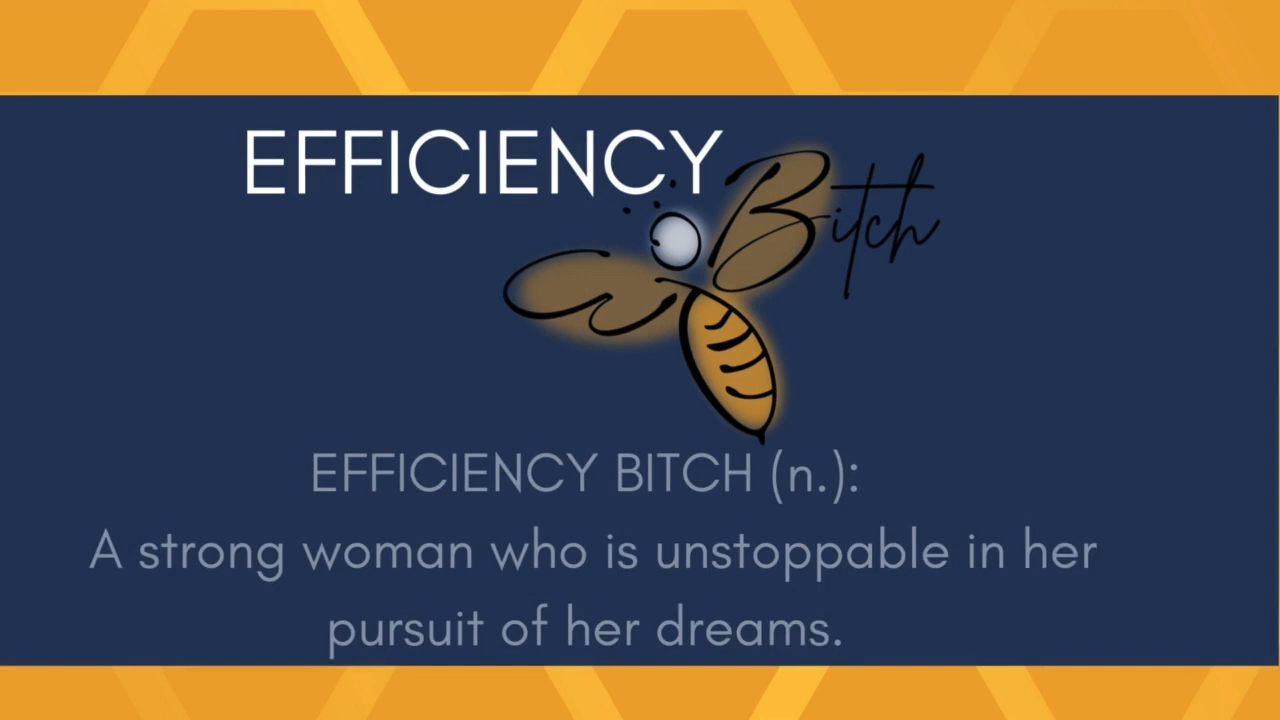 EFFICIENCY
Bitch
EFFICIENCY BITCH (n.):
A strong woman who is unstoppable in her
pursuit of her dreams.